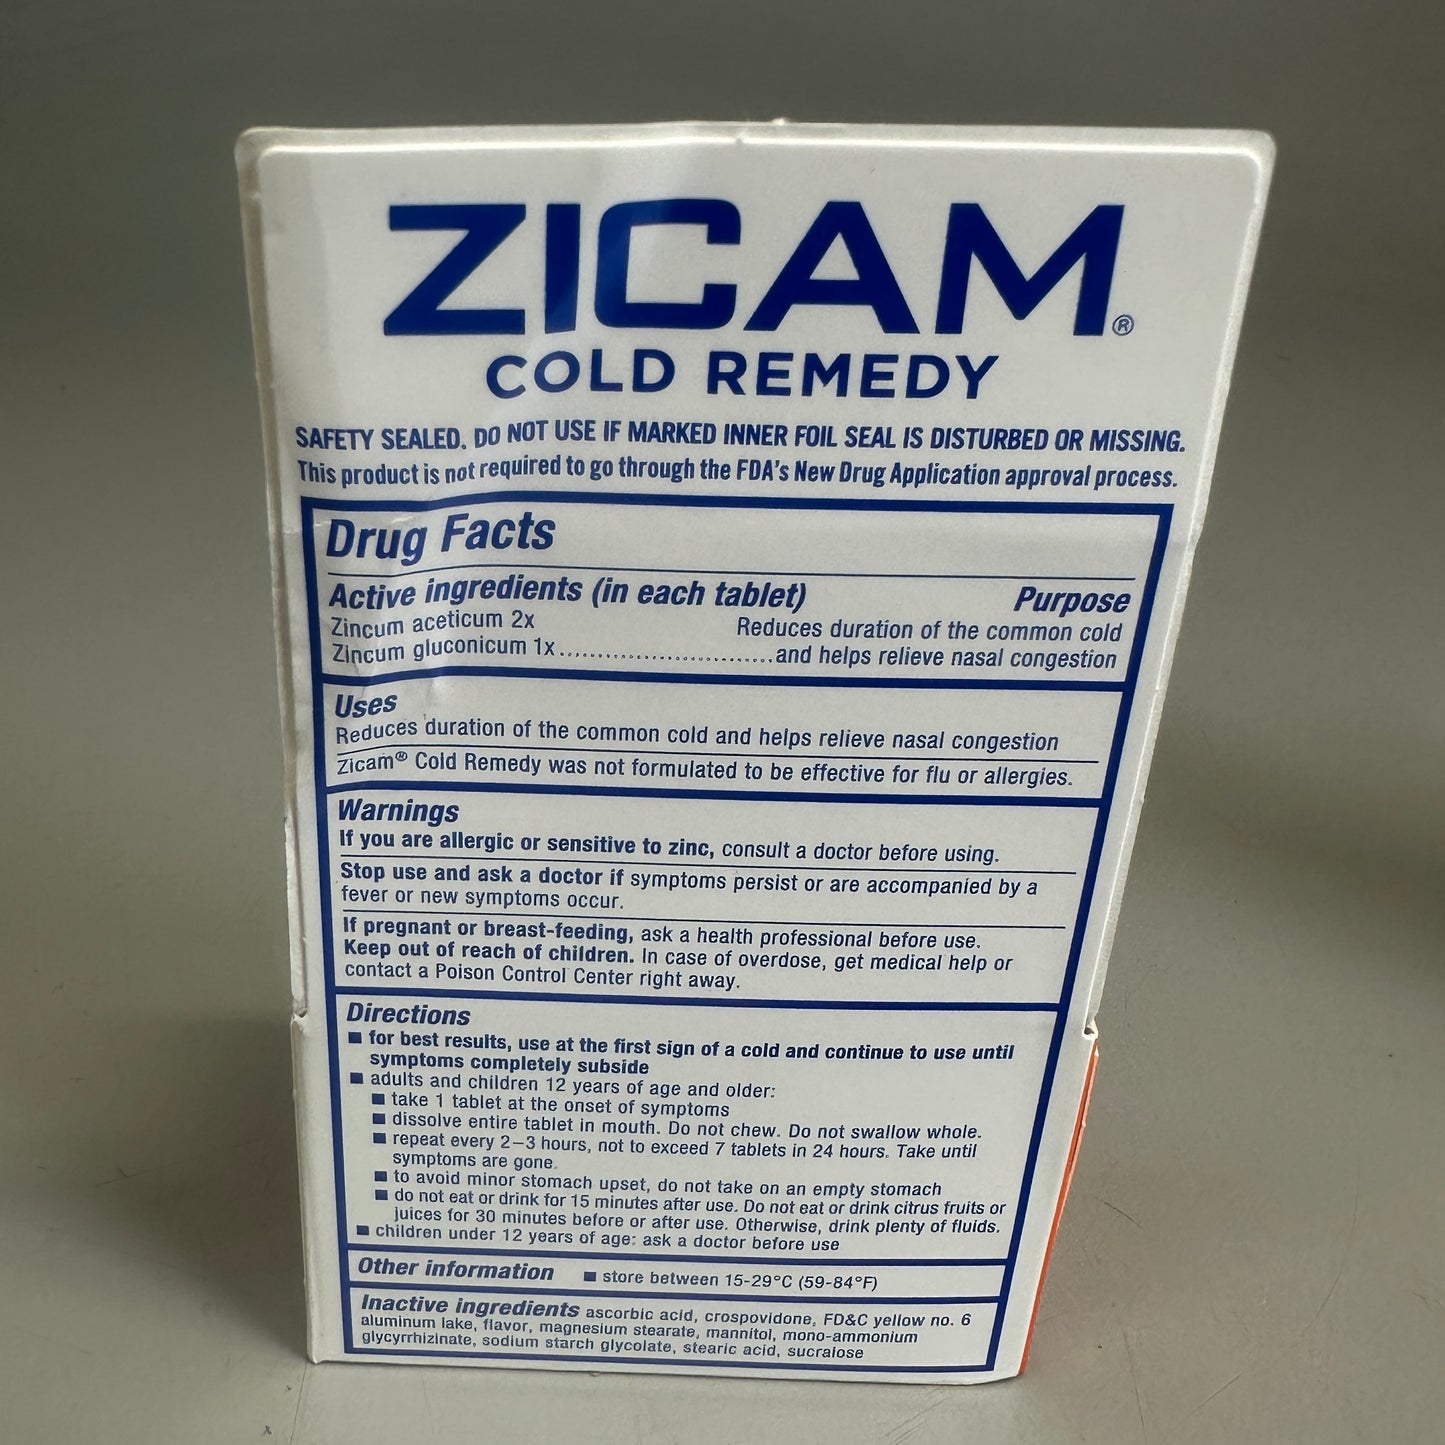 ZICAM®
COLD REMEDY
SAFETY SEALED. DO NOT USE IF MARKED INNER FOIL SEAL IS DISTURBED OR MISSING.
This product is not required to go through the FDA's New Drug Application approval process.
Drug Facts
Active ingredients (in each tablet) Purpose
Zincum aceticum 2x Reduces duration of the common cold
Zincum gluconicum 1x..............................and helps relieve nasal congestion
Uses
Reduces duration of the common cold and helps relieve nasal congestion
Zicam® Cold Remedy was not formulated to be effective for flu or allergies.
Warnings
If you are allergic or sensitive to zinc, consult a doctor before using.
Stop use and ask a doctor if symptoms persist or are accompanied by a
fever or new symptoms occur.
If pregnant or breast-feeding, ask a health professional before use.
Keep out of reach of children. In case of overdose, get medical help or
contact a Poison Control Center right away.
Directions
■ for best results, use at the first sign of a cold and continue to use until
symptoms completely subside
■ adults and children 12 years of age and older:
■ take 1 tablet at the onset of symptoms
■ dissolve entire tablet in mouth. Do not chew. Do not swallow whole.
■ repeat every 2–3 hours, not to exceed 7 tablets in 24 hours. Take until
symptoms are gone.
■ to avoid minor stomach upset, do not take on an empty stomach
■ do not eat or drink for 15 minutes after use. Do not eat or drink citrus fruits or
juices for 30 minutes before or after use. Otherwise, drink plenty of fluids.
■ children under 12 years of age: ask a doctor before use
Other information ■ store between 15-29°C (59-84°F)
Inactive ingredients ascorbic acid, crospovidone, FD&C yellow no. 6
aluminum lake, flavor, magnesium stearate, mannitol, mono-ammonium
glycyrrhizinate, sodium starch glycolate, stearic acid, sucralose